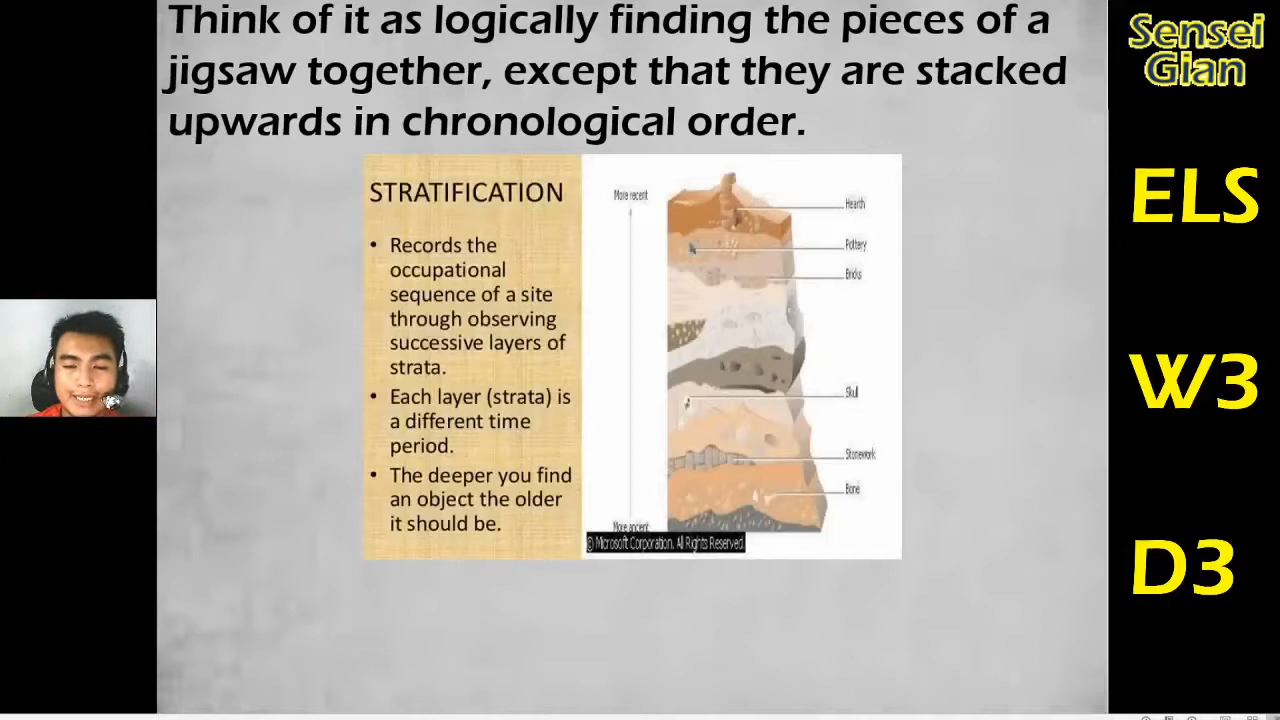 Think of it as logically finding the pieces of a
jigsaw together, except that they are stacked
upwards in chronological order.
STRATIFICATION
• Records the
occupational
sequence of a site
through observing
successive layers of
strata.
• Each layer (strata) is
a different time
period.
• The deeper you find
an object the older
it should be.
More recent
More ancient
Hearth
Pottery
Bricks
Skull
Stonework
Bone
© Microsoft Corporation. All Rights Reserved.
Sensei
Gian
ELS
W3
D3